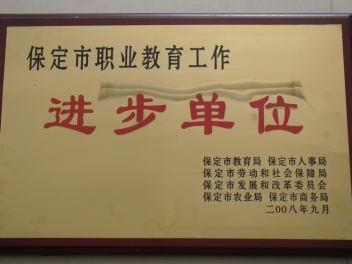 保定市职业教育工作
进步单位
保定市教育局 保定市人事局
保定市劳动和社会保障局
保定市发展和改革委员会
保定市农业局 保定市商务局
二00八年九月